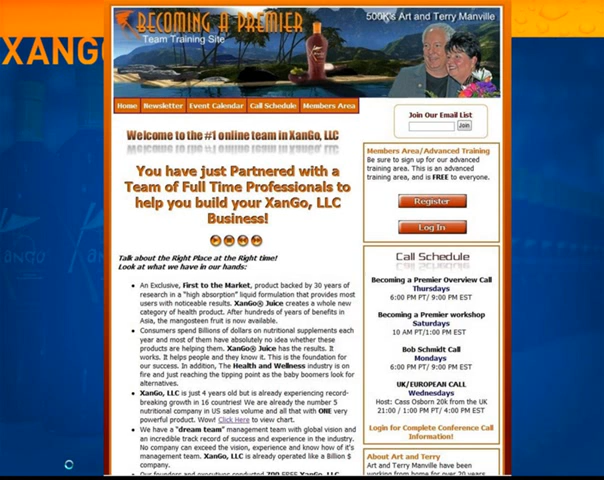 XANGO
BECOMING A PREMIER
Team Training Site
500K's Art and Terry Manville
Home
Newsletter
Event Calendar
Call Schedule
Members Area
Welcome to the #1 online team in XanGo, LLC
You have just Partnered with a
Team of Full Time Professionals to
help you build your XanGo, LLC
Business!
Talk about the Right Place at the Right time!
Look at what we have in our hands:
An Exclusive, First to the Market, product backed by 30 years of
research in a "high absorption" liquid formulation that provides most
users with noticeable results. XanGo® Juice creates a whole new
category of health product. After hundreds of years of benefits in
Asia, the mangosteen fruit is now available.
Consumers spend Billions of dollars on nutritional supplements each
year and most of them have absolutely no idea whether these
products are helping them. XanGo® Juice has the results. It
works. It helps people and they know it. This is the foundation for
our success. In addition, The Health and Wellness industry is on
fire and just reaching the tipping point as the baby boomers look for
alternatives.
XanGo, LLC is just 4 years old but is already experiencing record-
breaking growth in 16 countries! We are already the number 5
nutritional company in US sales volume and all that with ONE very
powerful product. Wow! Click Here to view chart.
We have a "dream team" management team with global vision and
an incredible track record of success and experience in the industry.
No company can exceed the vision, experience and know how of it's
management team. XanGo, LLC is already operated like a Billion $
company.
Our founders and executives conducted 700 FREE XanGo, LLC
Join Our Email List
Join
Members Area/Advanced Training
Be sure to sign up for our advanced
training area. This is an advanced
training area, and is FREE to everyone.
Register
Log In
Call Schedule
Becoming a Premier Overview Call
Thursdays
6:00 PM PT/ 9:00 PM EST
Becoming a Premier workshop
Saturdays
10 AM PT/1:00 PM EST
Bob Schmidt Call
Mondays
6:00 PM PT/ 9:00 PM EST
UK/EUROPEAN CALL
Wednesdays
Host: Cass Osborn 20k from the UK
21:00 / 1:00 PM PT/ 4:00 PM EST
Login for Complete Conference Call
Information!
About Art and Terry
Art and Terry Manville have been
working from home for over 20 years